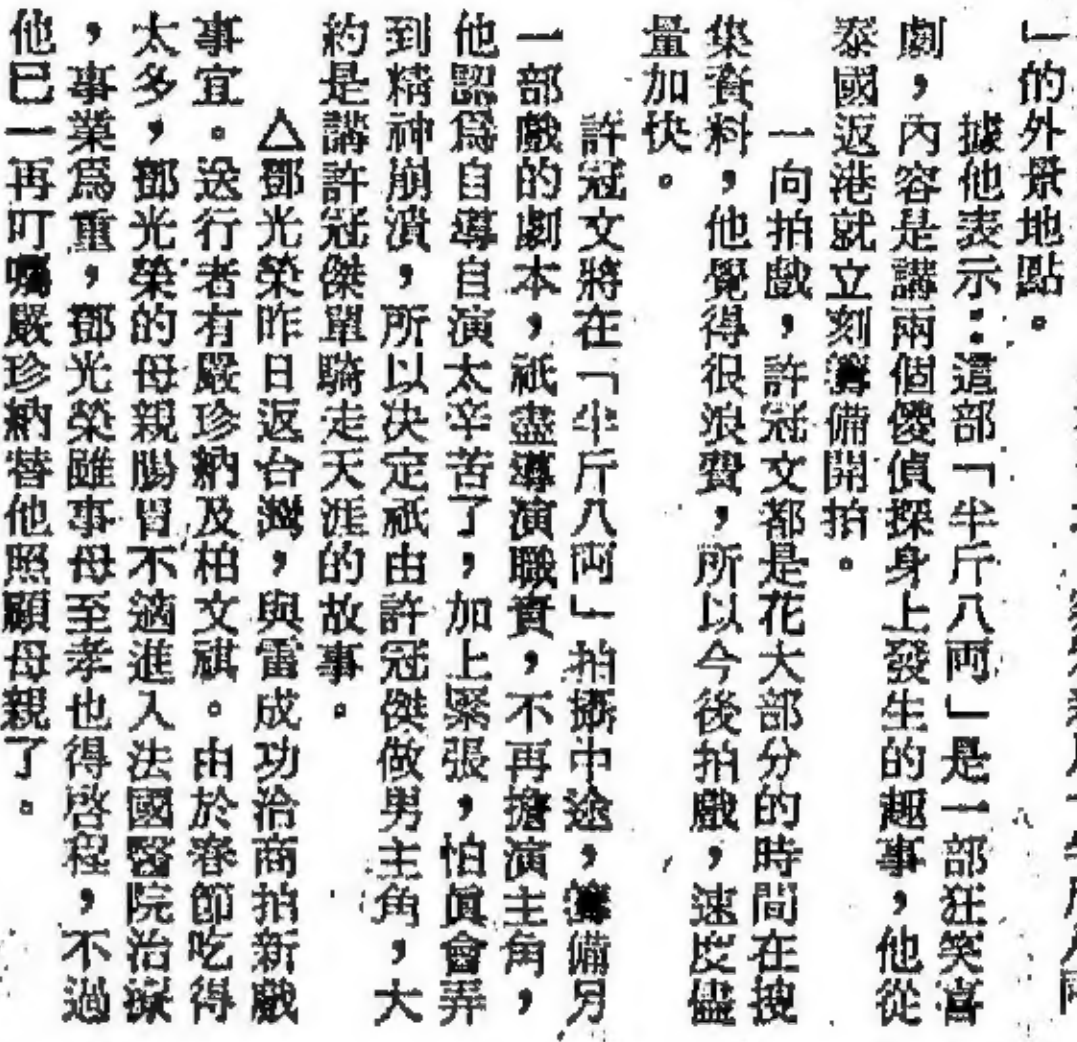 」的外景地點。
據他表示：這部「半斤八両」是一部狂笑喜
劇，內容是講兩個傻偵探身上發生的趣事，他從
泰國返港就立刻籌備開拍。
一向拍戲，許冠文都是花大部分的時間在搜
集資料，他覺得很浪費，所以今後拍戲，速度儘
量加快。
許冠文將在「半斤八両」拍攝中途，籌備另
一部戲的劇本，祇盡導演職責，不再擔演主角，
他認爲自導自演太辛苦了，加上緊張，怕眞會弄
到精神崩潰，所以决定祇由許冠傑做男主角，大
約是講許冠傑單騎走天涯的故事。
△鄧光榮昨日返台灣，與雷成功洽商拍新戲
事宜。送行者有嚴珍納及柏文祺。由於春節吃得
太多，鄧光榮的母親腸胃不適進入法國醫院治療
，事業爲重，鄧光榮雖事母至孝也得啓程，不過
他已一再叮囑嚴珍納替他照顧母親了。